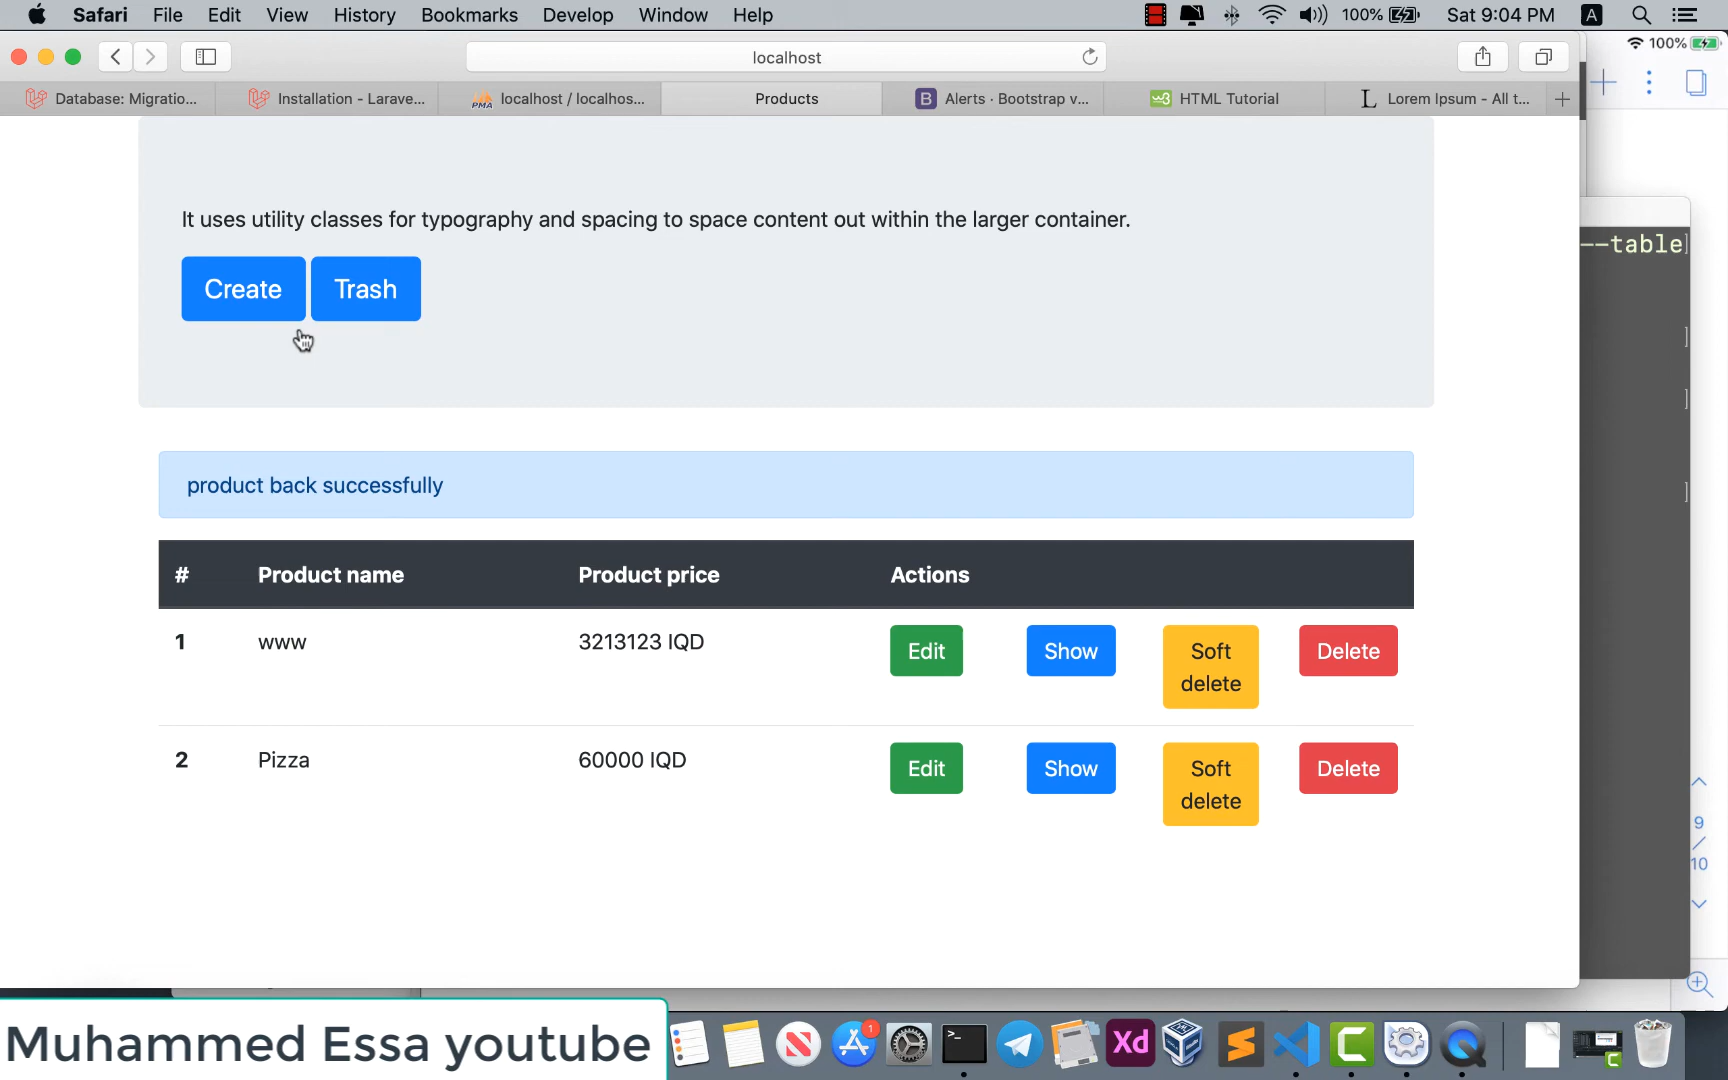 Safari File Edit View History Bookmarks Develop Window Help 100% Sat 9:04 PM A
localhost
100%
Database: Migratio... Installation - Larave... PMA localhost / localhos... Products B Alerts · Bootstrap v... w3 HTML Tutorial L Lorem Ipsum - All t...
It uses utility classes for typography and spacing to space content out within the larger container.
--table]
Create Trash
]
]
product back successfully
]
# Product name Product price Actions
1 www 3213123 IQD Edit Show Soft delete Delete
2 Pizza 60000 IQD Edit Show Soft delete Delete
9
/
10
Muhammed Essa youtube
1
>_
Xd